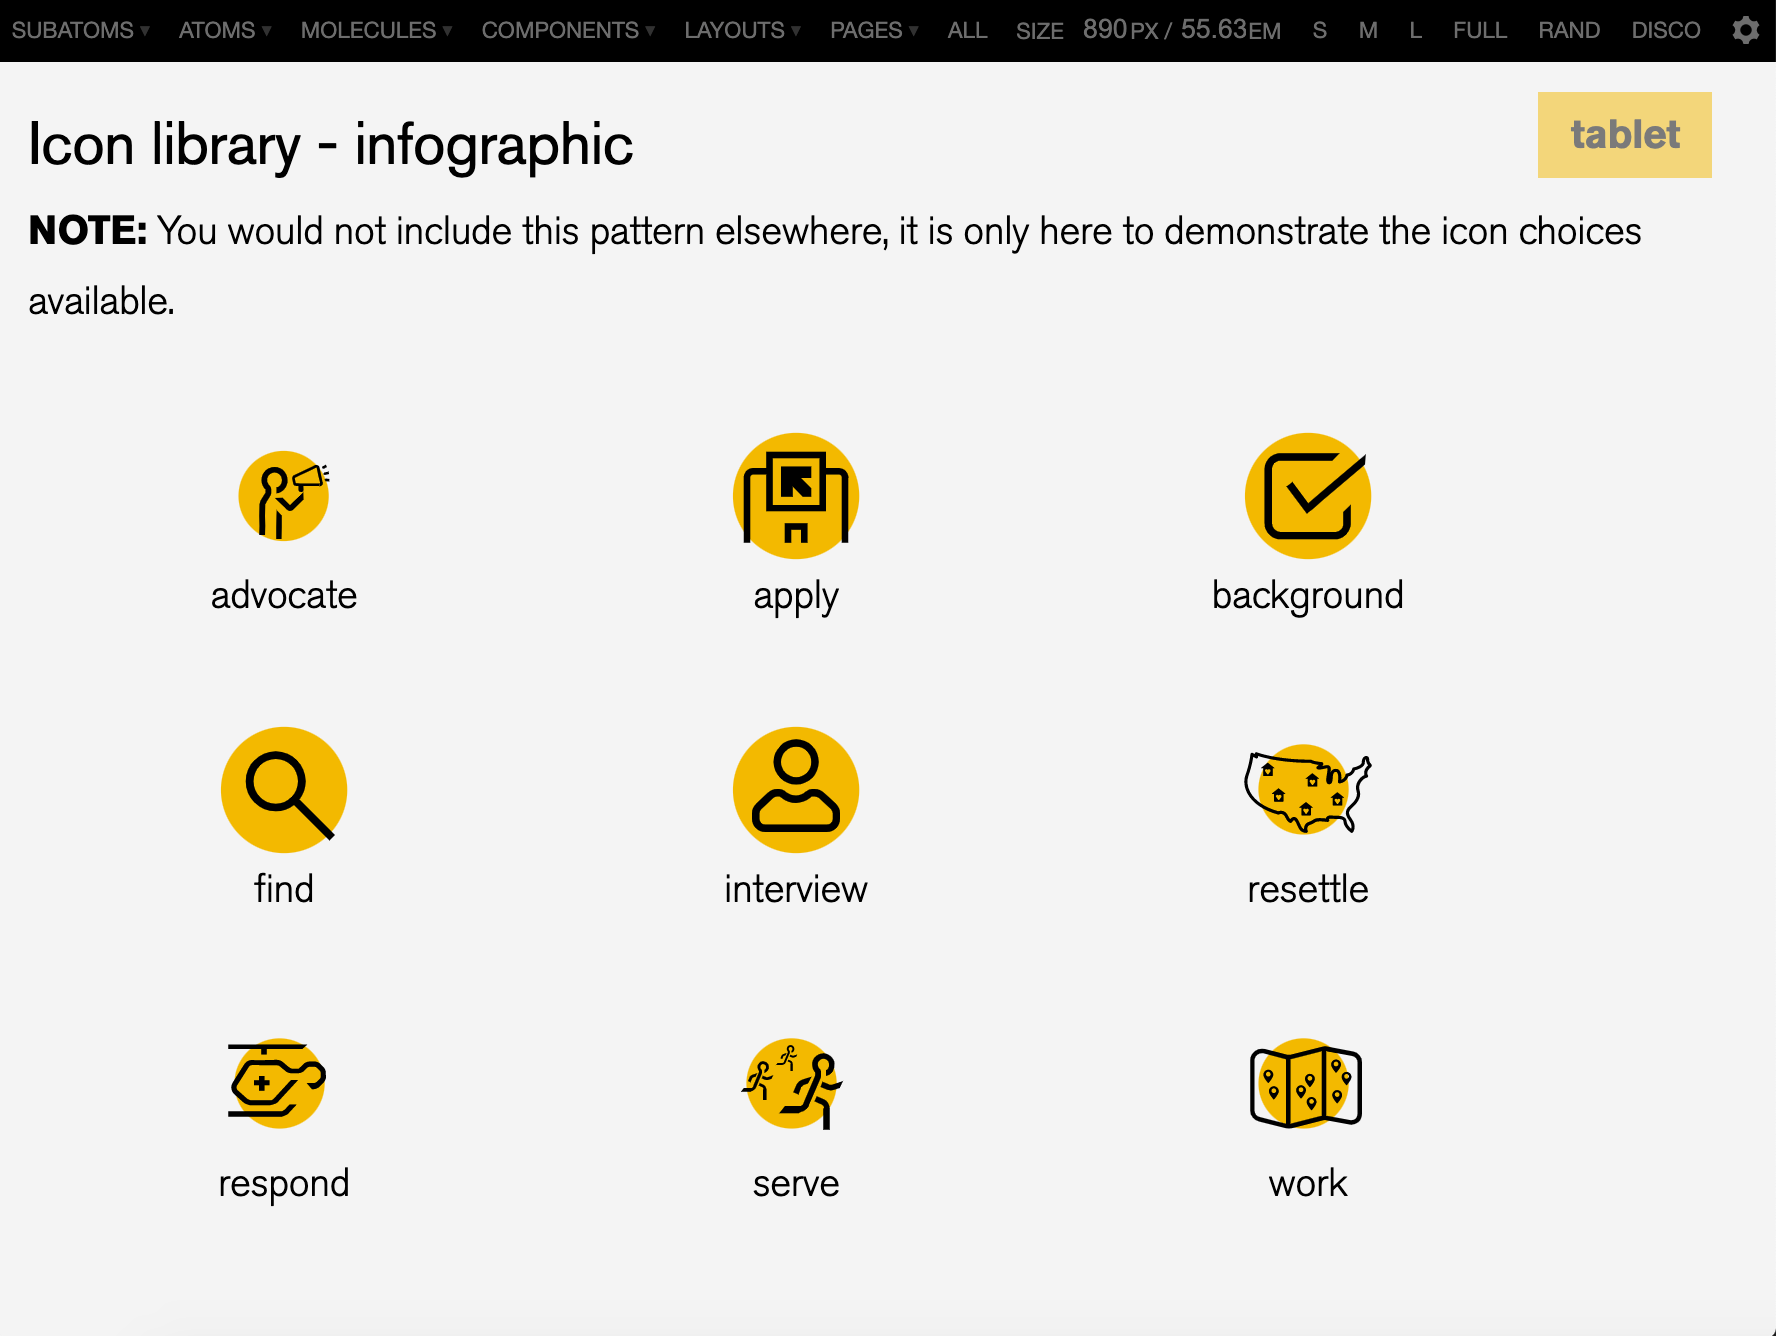 SUBATOMS ATOMS MOLECULES COMPONENTS LAYOUTS PAGES ALL SIZE 890PX / 55.63EM S M L FULL RAND DISCO
Icon library - infographic
tablet
NOTE: You would not include this pattern elsewhere, it is only here to demonstrate the icon choices
available.
advocate apply background
find interview resettle
respond serve work